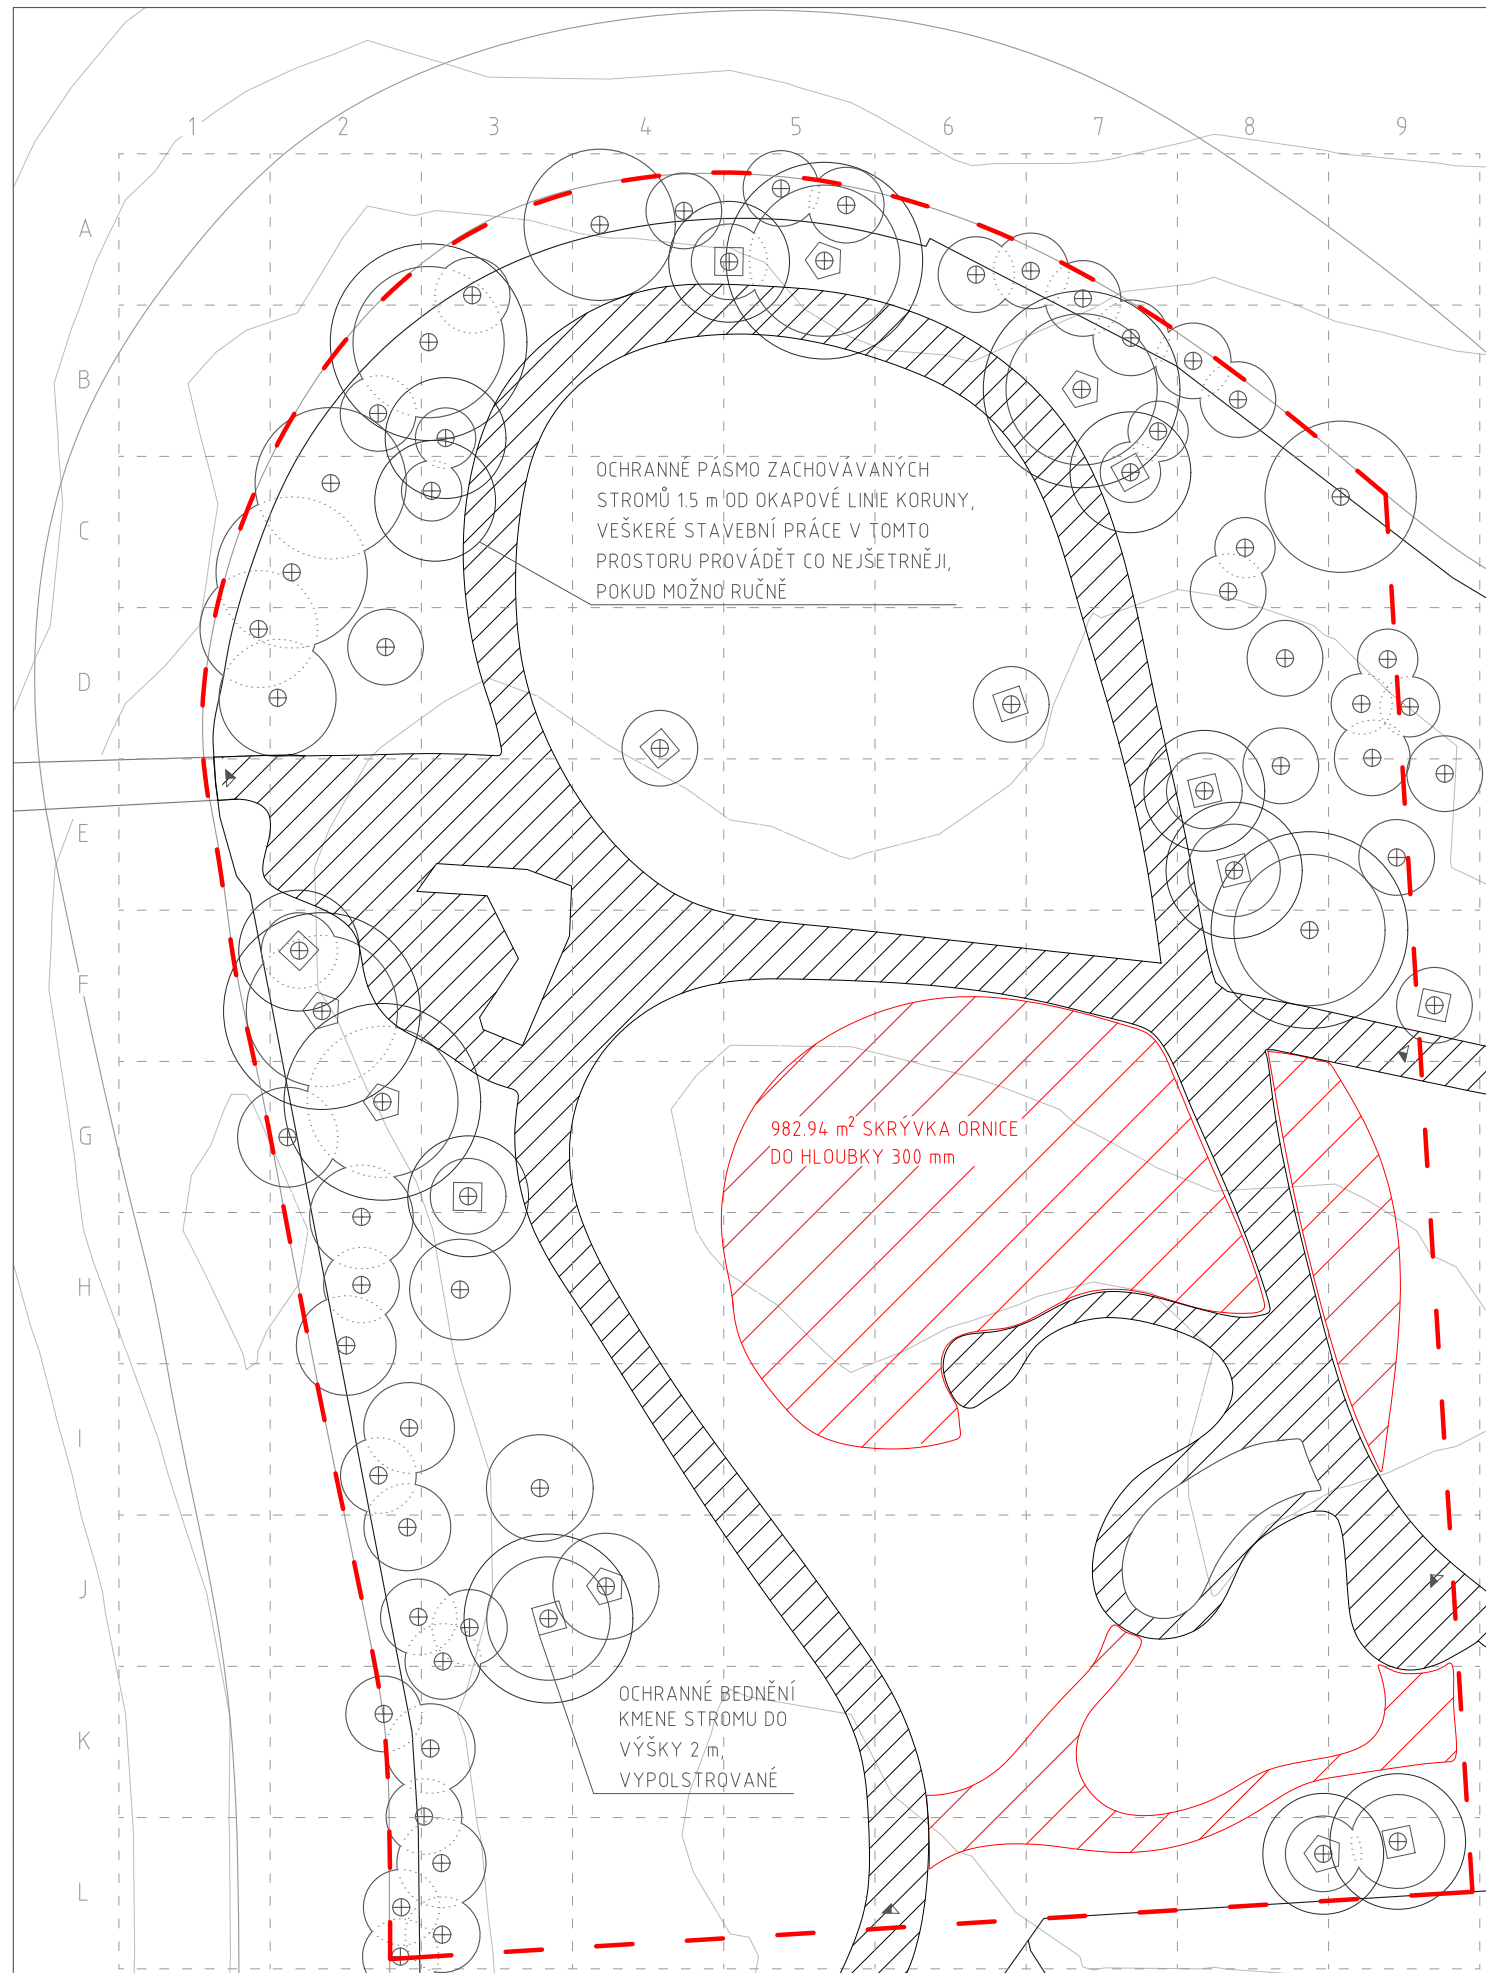 1 2 3 4 5 6 7 8 9
A
B
C
D
E
F
G
H
I
J
K
L
OCHRANNÉ PÁSMO ZACHOVÁVANÝCH
STROMŮ 1.5 m OD OKAPOVÉ LINIE KORUNY,
VEŠKERÉ STAVEBNÍ PRÁCE V TOMTO
PROSTORU PROVÁDĚT CO NEJŠETRNĚJI,
POKUD MOŽNO RUČNĚ
982.94 m² SKRÝVKA ORNICE
DO HLOUBKY 300 mm
OCHRANNÉ BEDNĚNÍ
KMENE STROMU DO
VÝŠKY 2 m,
VYPOLSTROVANÉ